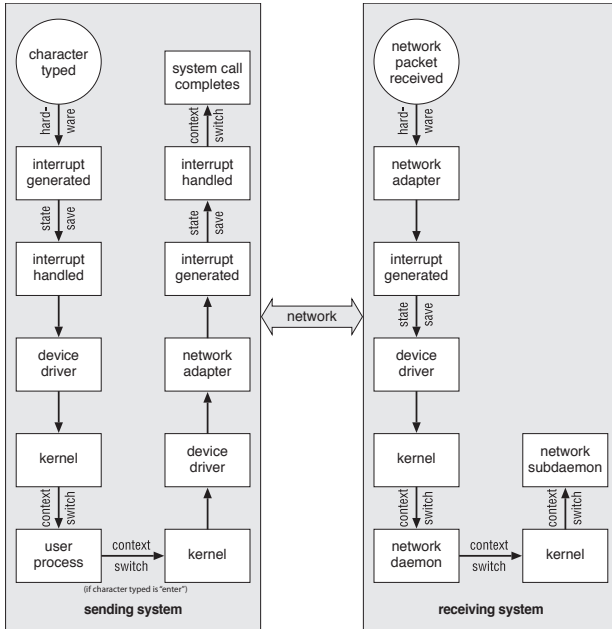 character
typed
hard-
ware
interrupt
generated
state
save
interrupt
handled
device
driver
kernel
context
switch
user
process
context
switch
(if character typed is "enter")
kernel
device
driver
network
adapter
interrupt
generated
state
save
interrupt
handled
context
switch
system call
completes
sending system
network
network
packet
received
hard-
ware
network
adapter
interrupt
generated
state
save
device
driver
kernel
context
switch
network
daemon
context
switch
kernel
context
switch
network
subdaemon
receiving system